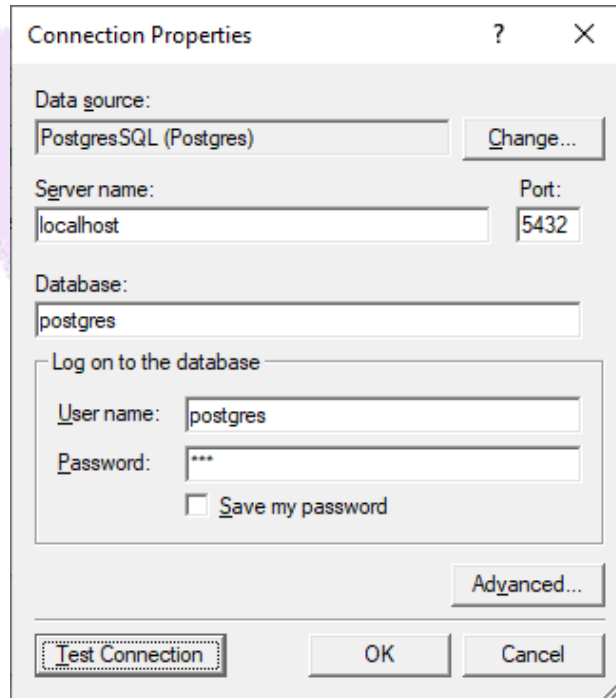 Connection Properties ? ×
Data source:
PostgresSQL (Postgres) Change...
Server name: Port:
localhost 5432
Database:
postgres
Log on to the database
User name: postgres
Password: ***
Save my password
Advanced...
Test Connection OK Cancel